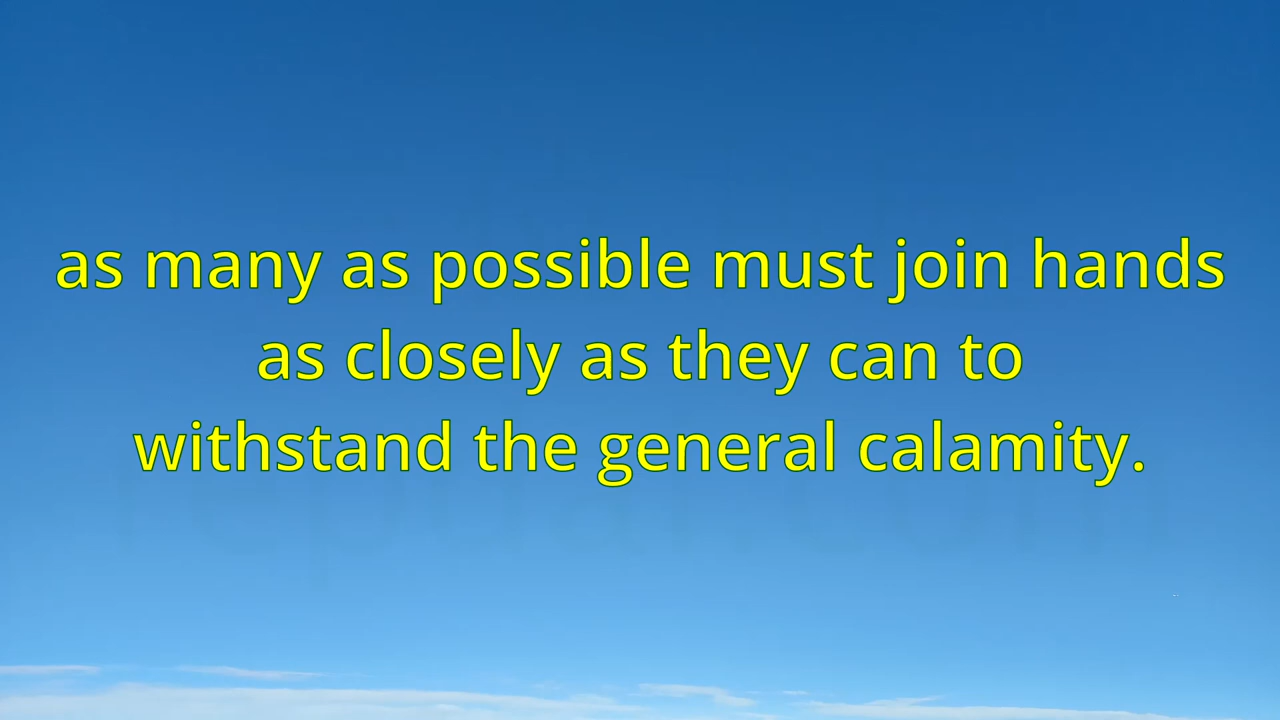 as many as possible must join hands
as closely as they can to
withstand the general calamity.